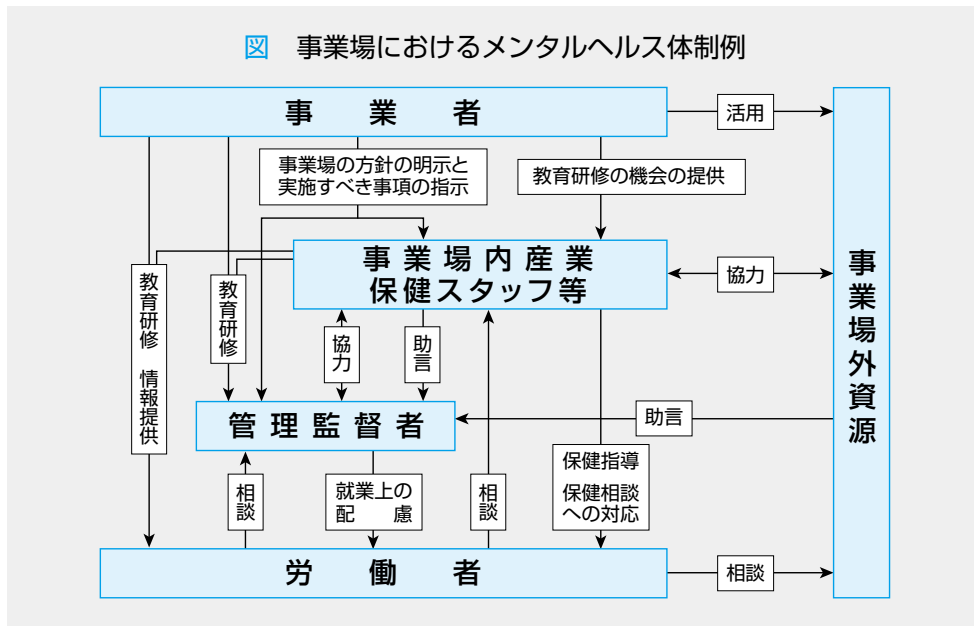 図 事業場におけるメンタルヘルス体制例
事業者
活用
事業場の方針の明示と
実施すべき事項の指示
教育研修の機会の提供
事業場内産業
保健スタッフ等
協力
事業場外資源
教育研修 情報提供
教育研修
協力
助言
管理監督者
助言
相談
就業上の
配慮
相談
保健指導
保健相談
への対応
労働者
相談